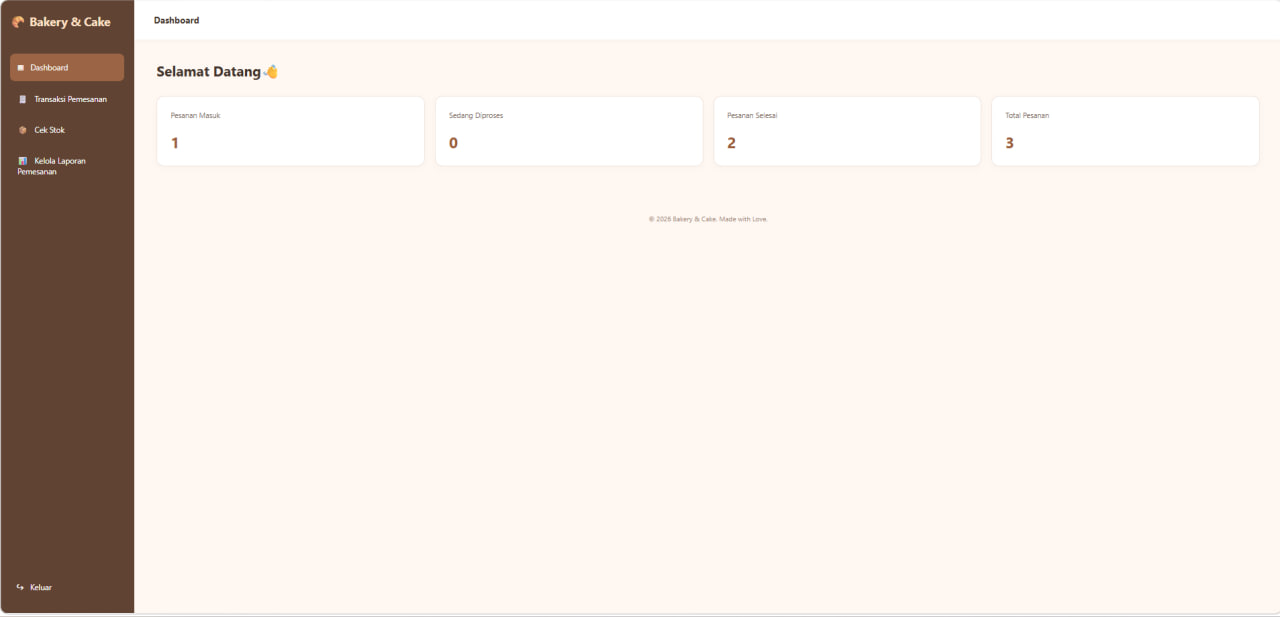 Bakery & Cake
Dashboard
Transaksi Pemesanan
Cek Stok
Kelola Laporan
Pemesanan
Keluar
Dashboard
Selamat Datang
Pesanan Masuk
1
Sedang Diproses
0
Pesanan Selesai
2
Total Pesanan
3
© 2026 Bakery & Cake. Made with Love.